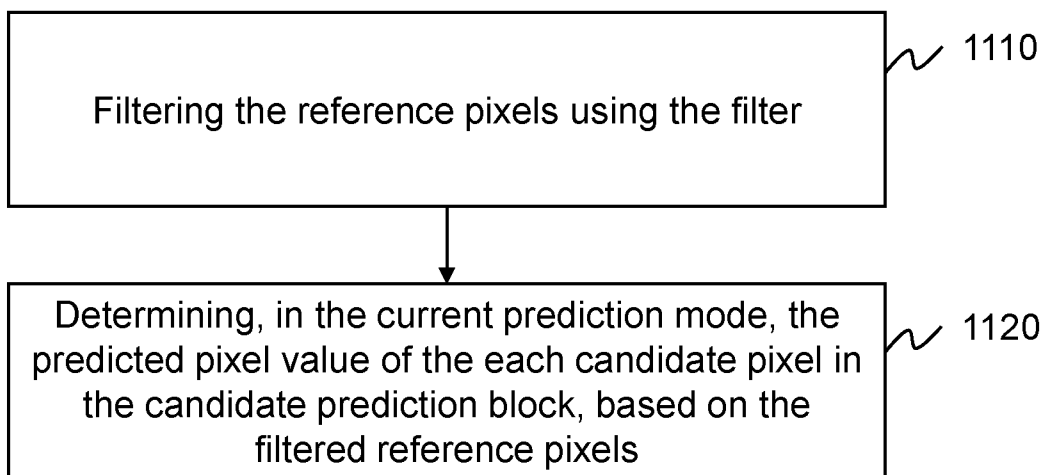 1110
Filtering the reference pixels using the filter
Determining, in the current prediction mode, the
1120
predicted pixel value of the each candidate pixel in
the candidate prediction block, based on the
filtered reference pixels